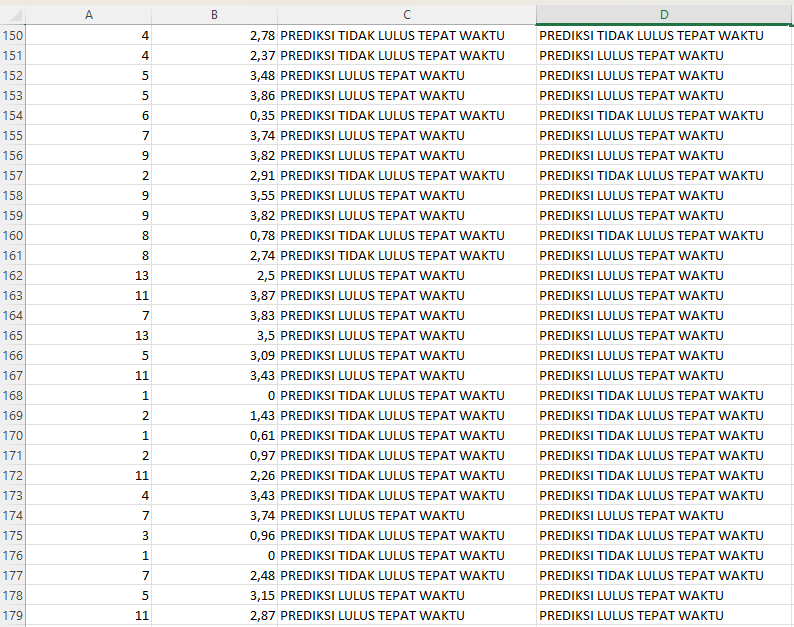 A B C D
150 4 2,78 PREDIKSI TIDAK LULUS TEPAT WAKTU PREDIKSI TIDAK LULUS TEPAT WAKTU
151 4 2,37 PREDIKSI TIDAK LULUS TEPAT WAKTU PREDIKSI LULUS TEPAT WAKTU
152 5 3,48 PREDIKSI LULUS TEPAT WAKTU PREDIKSI LULUS TEPAT WAKTU
153 5 3,86 PREDIKSI LULUS TEPAT WAKTU PREDIKSI LULUS TEPAT WAKTU
154 6 0,35 PREDIKSI TIDAK LULUS TEPAT WAKTU PREDIKSI TIDAK LULUS TEPAT WAKTU
155 7 3,74 PREDIKSI LULUS TEPAT WAKTU PREDIKSI LULUS TEPAT WAKTU
156 9 3,82 PREDIKSI LULUS TEPAT WAKTU PREDIKSI LULUS TEPAT WAKTU
157 2 2,91 PREDIKSI TIDAK LULUS TEPAT WAKTU PREDIKSI TIDAK LULUS TEPAT WAKTU
158 9 3,55 PREDIKSI LULUS TEPAT WAKTU PREDIKSI LULUS TEPAT WAKTU
159 9 3,82 PREDIKSI LULUS TEPAT WAKTU PREDIKSI LULUS TEPAT WAKTU
160 8 0,78 PREDIKSI TIDAK LULUS TEPAT WAKTU PREDIKSI TIDAK LULUS TEPAT WAKTU
161 8 2,74 PREDIKSI TIDAK LULUS TEPAT WAKTU PREDIKSI LULUS TEPAT WAKTU
162 13 2,5 PREDIKSI LULUS TEPAT WAKTU PREDIKSI LULUS TEPAT WAKTU
163 11 3,87 PREDIKSI LULUS TEPAT WAKTU PREDIKSI LULUS TEPAT WAKTU
164 7 3,83 PREDIKSI LULUS TEPAT WAKTU PREDIKSI LULUS TEPAT WAKTU
165 13 3,5 PREDIKSI LULUS TEPAT WAKTU PREDIKSI LULUS TEPAT WAKTU
166 5 3,09 PREDIKSI LULUS TEPAT WAKTU PREDIKSI LULUS TEPAT WAKTU
167 11 3,43 PREDIKSI LULUS TEPAT WAKTU PREDIKSI LULUS TEPAT WAKTU
168 1 0 PREDIKSI TIDAK LULUS TEPAT WAKTU PREDIKSI TIDAK LULUS TEPAT WAKTU
169 2 1,43 PREDIKSI TIDAK LULUS TEPAT WAKTU PREDIKSI TIDAK LULUS TEPAT WAKTU
170 1 0,61 PREDIKSI TIDAK LULUS TEPAT WAKTU PREDIKSI TIDAK LULUS TEPAT WAKTU
171 2 0,97 PREDIKSI TIDAK LULUS TEPAT WAKTU PREDIKSI TIDAK LULUS TEPAT WAKTU
172 11 2,26 PREDIKSI TIDAK LULUS TEPAT WAKTU PREDIKSI TIDAK LULUS TEPAT WAKTU
173 4 3,43 PREDIKSI TIDAK LULUS TEPAT WAKTU PREDIKSI TIDAK LULUS TEPAT WAKTU
174 7 3,74 PREDIKSI LULUS TEPAT WAKTU PREDIKSI LULUS TEPAT WAKTU
175 3 0,96 PREDIKSI TIDAK LULUS TEPAT WAKTU PREDIKSI TIDAK LULUS TEPAT WAKTU
176 1 0 PREDIKSI TIDAK LULUS TEPAT WAKTU PREDIKSI TIDAK LULUS TEPAT WAKTU
177 7 2,48 PREDIKSI TIDAK LULUS TEPAT WAKTU PREDIKSI TIDAK LULUS TEPAT WAKTU
178 5 3,15 PREDIKSI LULUS TEPAT WAKTU PREDIKSI LULUS TEPAT WAKTU
179 11 2,87 PREDIKSI LULUS TEPAT WAKTU PREDIKSI LULUS TEPAT WAKTU